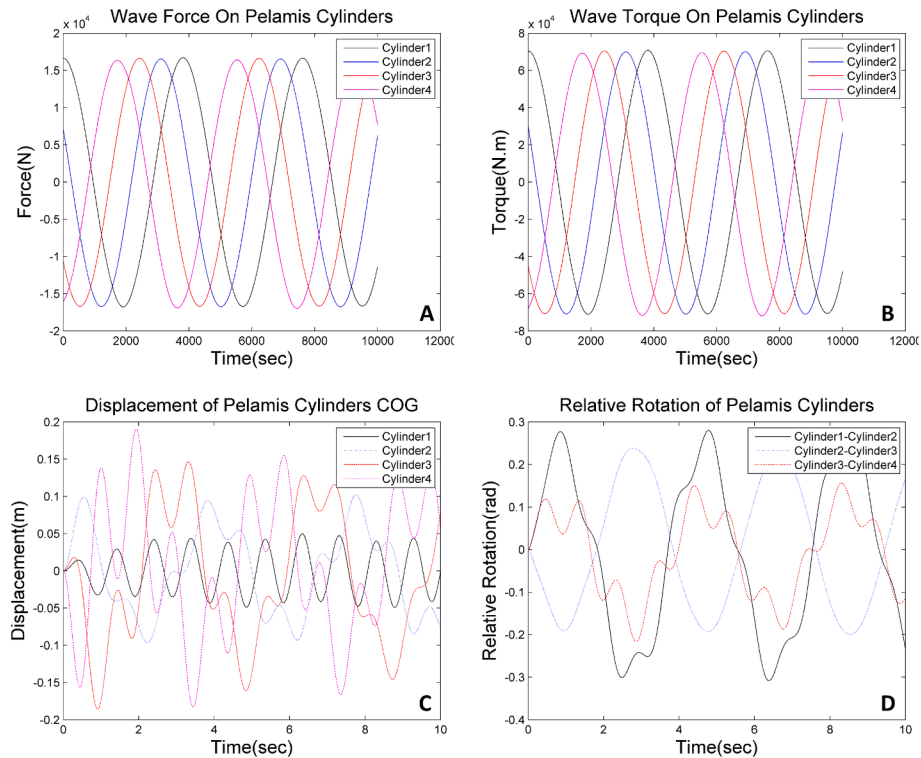 Wave Force On Pelamis Cylinders
x 10⁴
2
1.5
1
0.5
0
0.5
1
1.5
2
Force(N)
0 2000 4000 6000 8000 10000 1200
Time(sec)
Cylinder1
Cylinder2
Cylinder3
Cylinder4
A
Wave Torque On Pelamis Cylinders
x 10⁴
8
6
4
2
0
-2
-4
-6
-8
Torque(N.m)
0 2000 4000 6000 8000 10000 12000
Time(sec)
Cylinder1
Cylinder2
Cylinder3
Cylinder4
B
Displacement of Pelamis Cylinders COG
0.2
0.15
0.1
0.05
0
-0.05
-0.1
-0.15
-0.2
Displacement(m)
0 2 4 6 8 10
Time(sec)
Cylinder1
Cylinder2
Cylinder3
Cylinder4
C
Relative Rotation of Pelamis Cylinders
0.3
0.2
0.1
0
-0.1
-0.2
-0.3
-0.4
Relative Rotation(rad)
0 2 4 6 8 10
Time(sec)
Cylinder1-Cylinder2
Cylinder2-Cylinder3
Cylinder3-Cylinder4
D